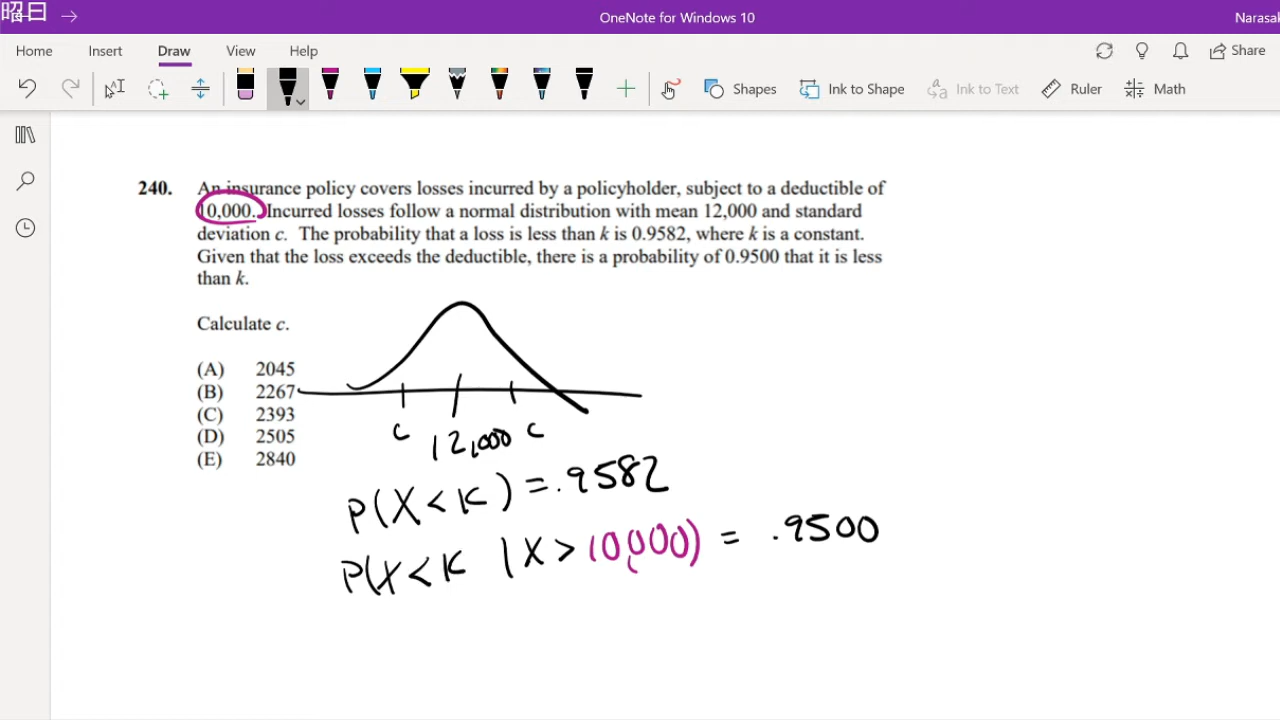 昭日
OneNote for Windows 10
Narasak
Home Insert Draw View Help
Share
Shapes Ink to Shape Ink to Text Ruler Math
240. An insurance policy covers losses incurred by a policyholder, subject to a deductible of
10,000. Incurred losses follow a normal distribution with mean 12,000 and standard
deviation c. The probability that a loss is less than k is 0.9582, where k is a constant.
Given that the loss exceeds the deductible, there is a probability of 0.9500 that it is less
than k.
Calculate c.
(A) 2045
(B) 2267
(C) 2393
(D) 2505
(E) 2840
c 12,000 c
P(X < K) = .9582
P(X < K | X > 10,000) = .9500